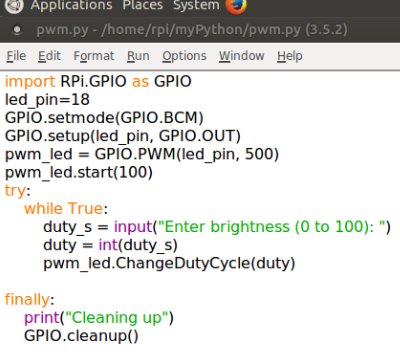 Applications Places System
pwm.py - /home/rpi/myPython/pwm.py (3.5.2)
File Edit Format Run Options Window Help
import RPi.GPIO as GPIO
led_pin=18
GPIO.setmode(GPIO.BCM)
GPIO.setup(led_pin, GPIO.OUT)
pwm_led = GPIO.PWM(led_pin, 500)
pwm_led.start(100)
try:
    while True:
        duty_s = input("Enter brightness (0 to 100): ")
        duty = int(duty_s)
        pwm_led.ChangeDutyCycle(duty)
finally:
    print("Cleaning up")
    GPIO.cleanup()